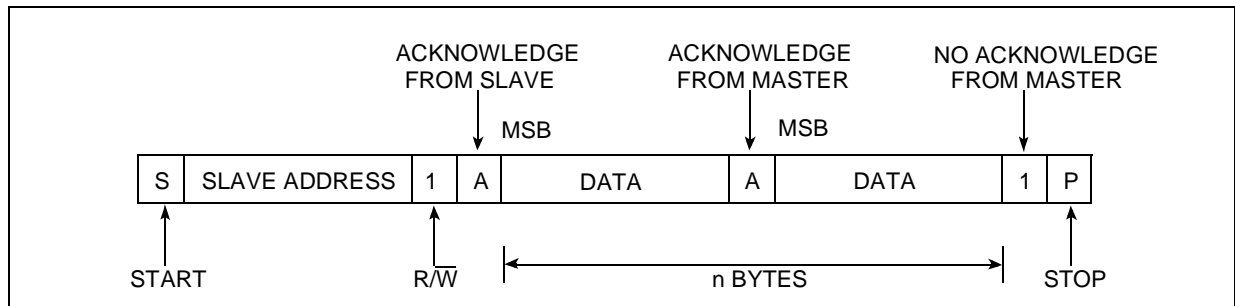 ACKNOWLEDGE
FROM SLAVE
ACKNOWLEDGE
FROM MASTER
NO ACKNOWLEDGE
FROM MASTER
MSB
MSB
S SLAVE ADDRESS 1 A DATA A DATA 1 P
START R/W̅ n BYTES STOP